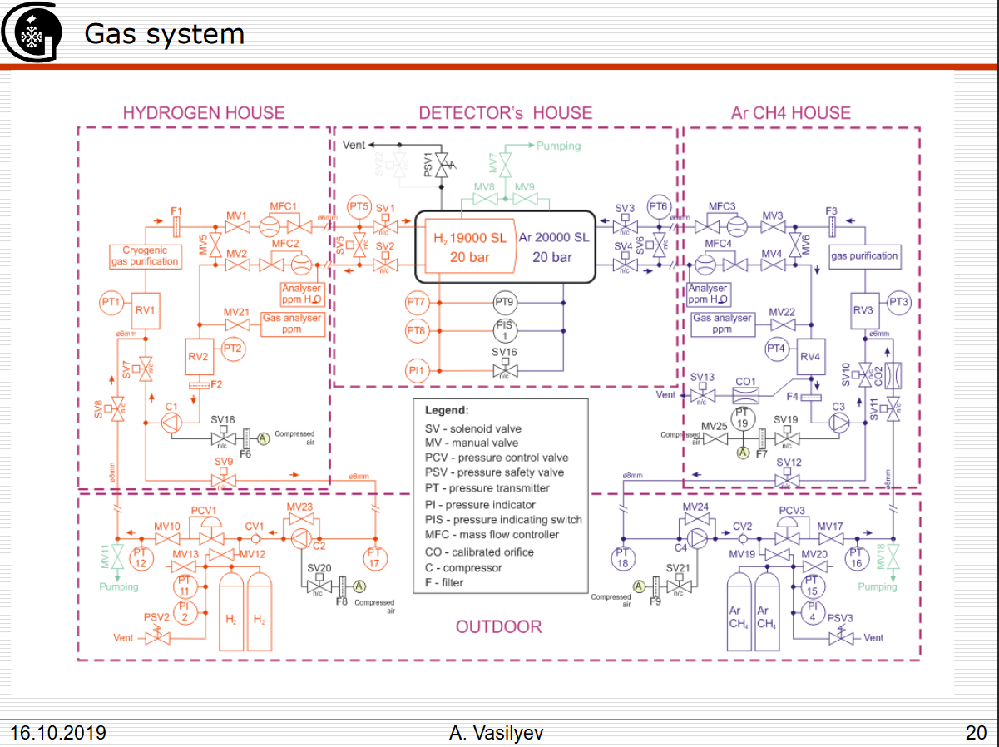 Gas system
HYDROGEN HOUSE
DETECTOR's HOUSE
Ar CH4 HOUSE
Vent
SV22
PSV1
MV7
Pumping
MV8
MV9
F1
MV1
MFC1
ø6mm
PT5
SV1
n/c
MV5
MV2
MFC2
SV5
n/c
SV2
n/c
Cryogenic
gas purification
Analyser
ppm H2O
PT1
RV1
MV21
Gas analyser
ppm
ø6mm
RV2
PT2
SV7
n/c
F2
SV8
n/c
C1
SV18
n/c
F6
A
Compressed
air
SV9
n/c
ø8mm
ø8mm
H2 19000 SL
20 bar
Ar 20000 SL
20 bar
PT7
PT9
PT8
PIS
1
SV16
n/c
PI1
SV3
n/c
PT6
ø6mm
MFC3
MV3
F3
SV4
n/c
SV6
n/c
MFC4
MV4
MV6
gas purification
Analyser
ppm H2O
Gas analyser
ppm
MV22
RV3
PT3
ø6mm
PT4
RV4
SV10
n/c
CO2
SV13
n/c
Vent
CO1
F4
SV11
n/c
PT
19
MV25
Compressed
air
A
F7
SV19
n/c
C3
SV12
n/c
ø8mm
ø8mm
Legend:
SV - solenoid valve
MV - manual valve
PCV - pressure control valve
PSV - pressure safety valve
PT - pressure transmitter
PI - pressure indicator
PIS - pressure indicating switch
MFC - mass flow controller
CO - calibrated orifice
C - compressor
F - filter
MV10
PCV1
CV1
MV23
C2
MV11
PT
12
MV13
MV12
PT
17
Pumping
PT
11
PI
2
PSV2
Vent
H2
H2
SV20
n/c
F8
A
Compressed
air
OUTDOOR
MV24
CV2
PCV3
MV17
C4
PT
18
MV19
MV20
PT
16
MV18
Pumping
SV21
n/c
F9
A
Compressed
air
PT
15
PI
4
PSV3
Vent
Ar
CH4
Ar
CH4
16.10.2019
A. Vasilyev
20